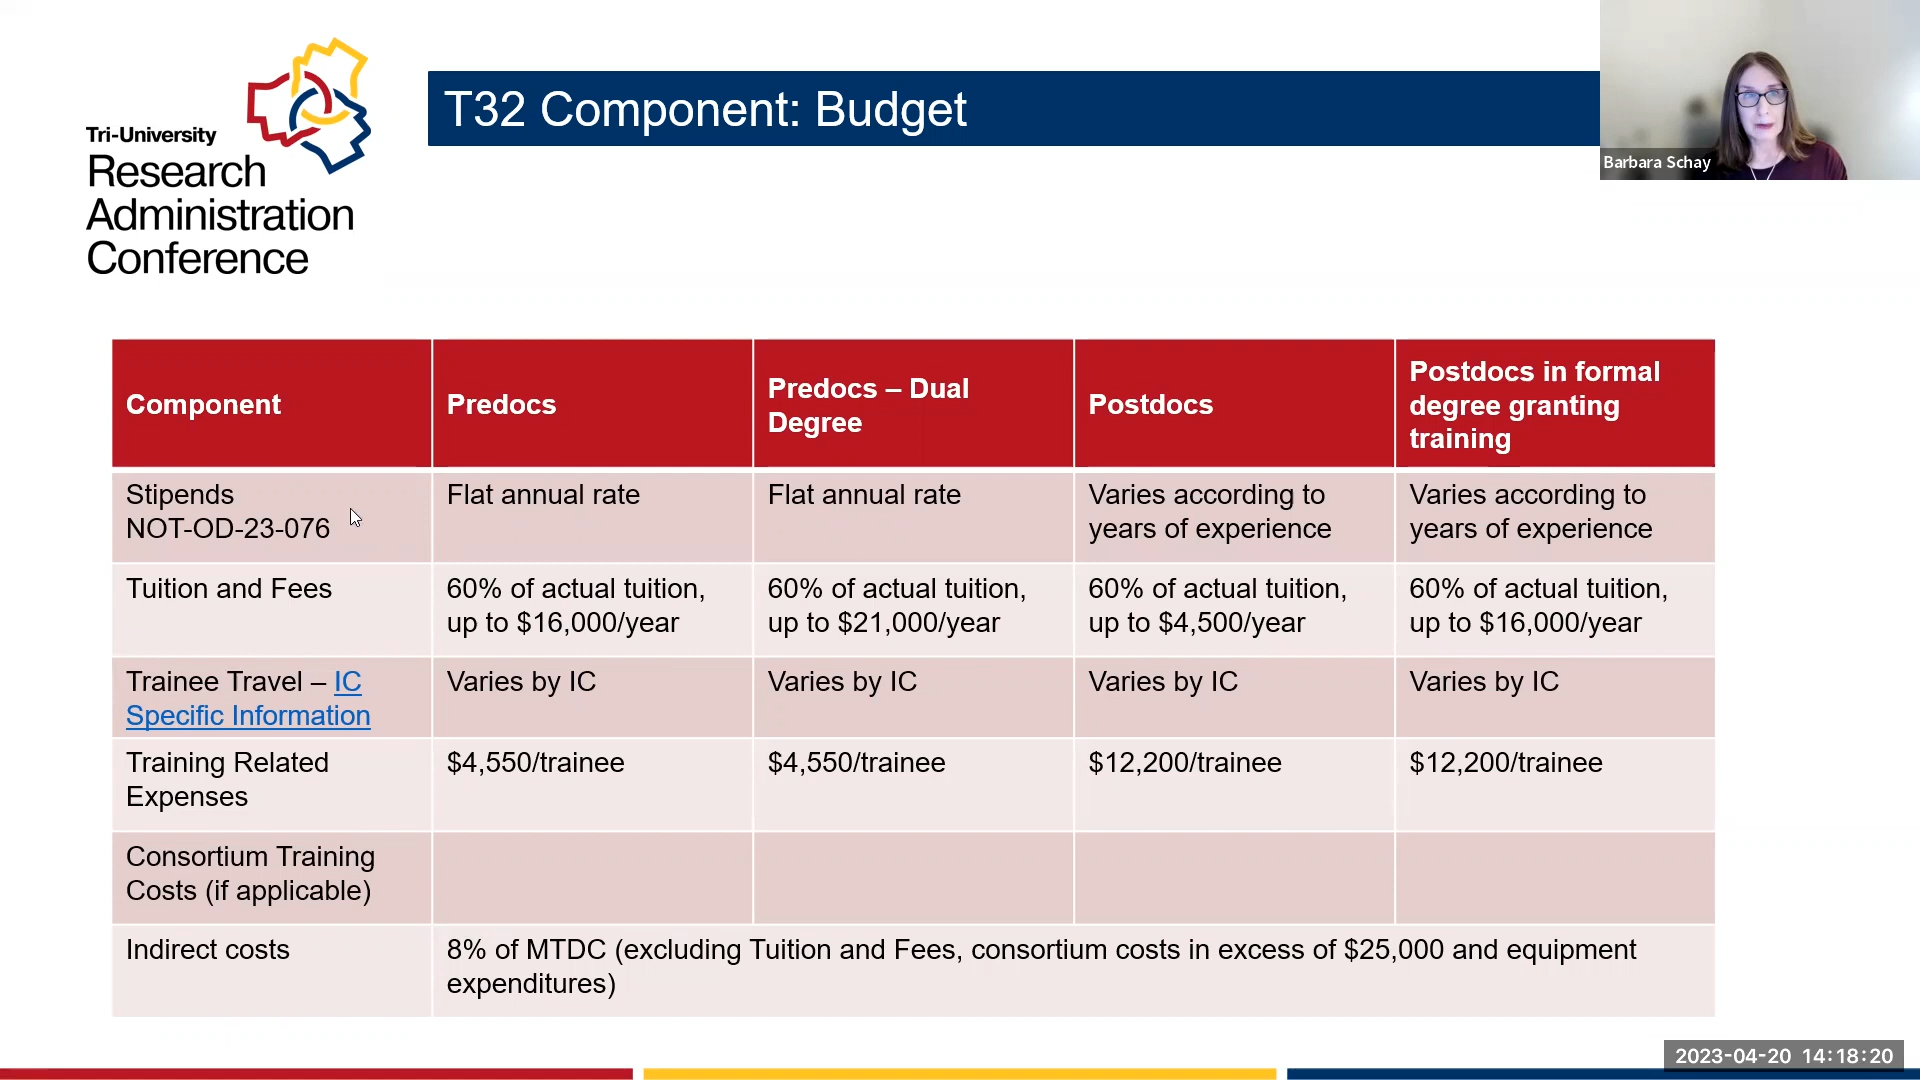 T32 Component: Budget
Barbara Schay
Tri-University
Research
Administration
Conference
Component
Predocs
Predocs – Dual
Degree
Postdocs
Postdocs in formal
degree granting
training
Stipends
NOT-OD-23-076
Flat annual rate
Flat annual rate
Varies according to
years of experience
Varies according to
years of experience
Tuition and Fees
60% of actual tuition,
up to $16,000/year
60% of actual tuition,
up to $21,000/year
60% of actual tuition,
up to $4,500/year
60% of actual tuition,
up to $16,000/year
Trainee Travel – IC
Specific Information
Varies by IC
Varies by IC
Varies by IC
Varies by IC
Training Related
Expenses
$4,550/trainee
$4,550/trainee
$12,200/trainee
$12,200/trainee
Consortium Training
Costs (if applicable)
Indirect costs
8% of MTDC (excluding Tuition and Fees, consortium costs in excess of $25,000 and equipment
expenditures)
2023-04-20 14:18:20